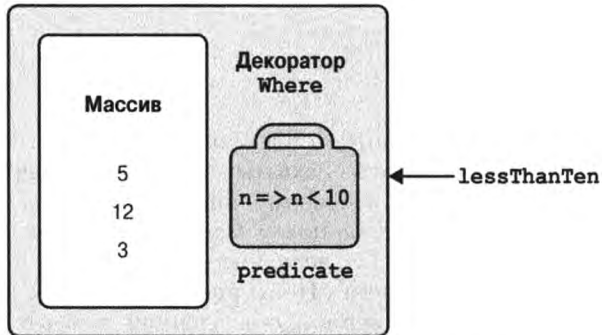 Массив
5
12
3
Декоратор
Where
n=>n<10
predicate
lessThanTen